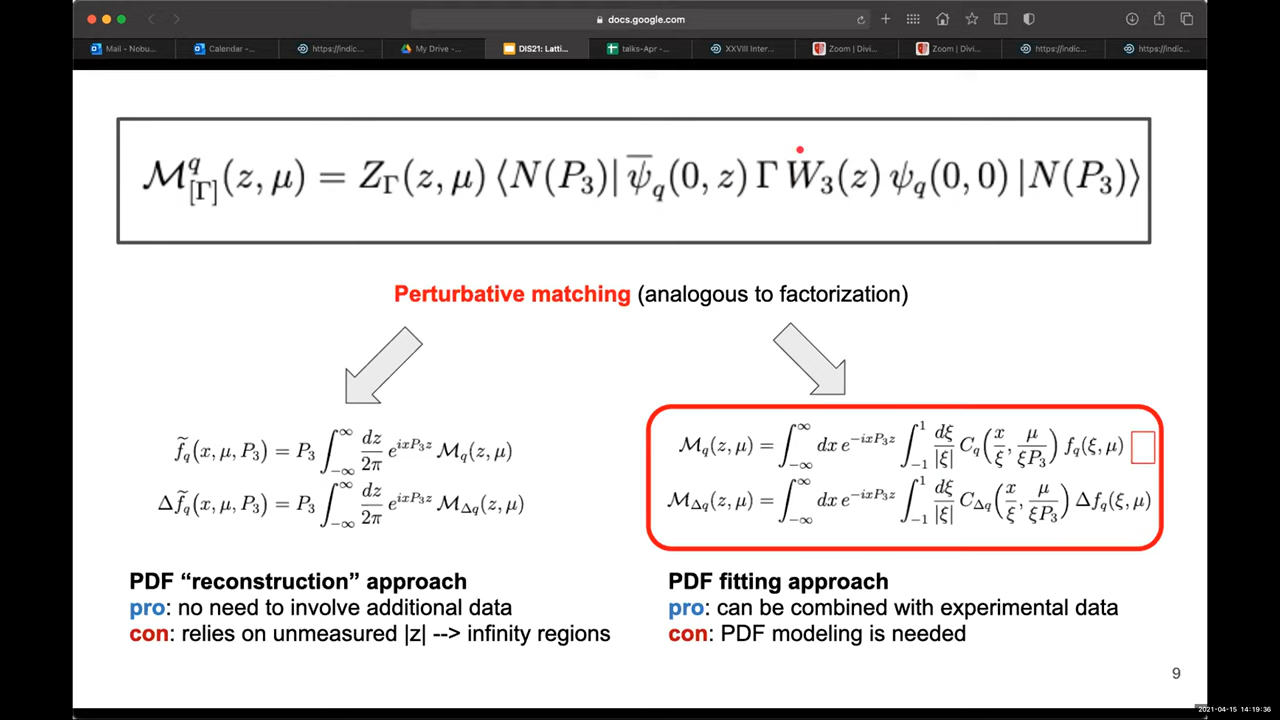 docs.google.com
Mail - Nobu...
Calendar -...
https://indic...
My Drive -...
DIS21: Latti...
talks-Apr -...
XXVIII Inter...
Zoom | Divi...
Zoom | Divi...
https://indic...
https://indic...
M^q_{[Γ]}(z, μ) = Z_Γ(z, μ) ⟨N(P_3)| ψ̄_q(0, z) Γ W_3(z) ψ_q(0, 0) |N(P_3)⟩
Perturbative matching (analogous to factorization)
f̃_q(x, μ, P_3) = P_3 ∫_{-∞}^{∞} dz/2π e^{ixP_3z} M_q(z, μ)
Δf̃_q(x, μ, P_3) = P_3 ∫_{-∞}^{∞} dz/2π e^{ixP_3z} M_{Δq}(z, μ)
PDF “reconstruction” approach
pro: no need to involve additional data
con: relies on unmeasured |z| --> infinity regions
M_q(z, μ) = ∫_{-∞}^{∞} dx e^{-ixP_3z} ∫_{-1}^{1} dξ/|ξ| C_q(x/ξ, μ/ξP_3) f_q(ξ, μ)
M_{Δq}(z, μ) = ∫_{-∞}^{∞} dx e^{-ixP_3z} ∫_{-1}^{1} dξ/|ξ| C_{Δq}(x/ξ, μ/ξP_3) Δf_q(ξ, μ)
PDF fitting approach
pro: can be combined with experimental data
con: PDF modeling is needed
9
2021-04-15 14:19:36